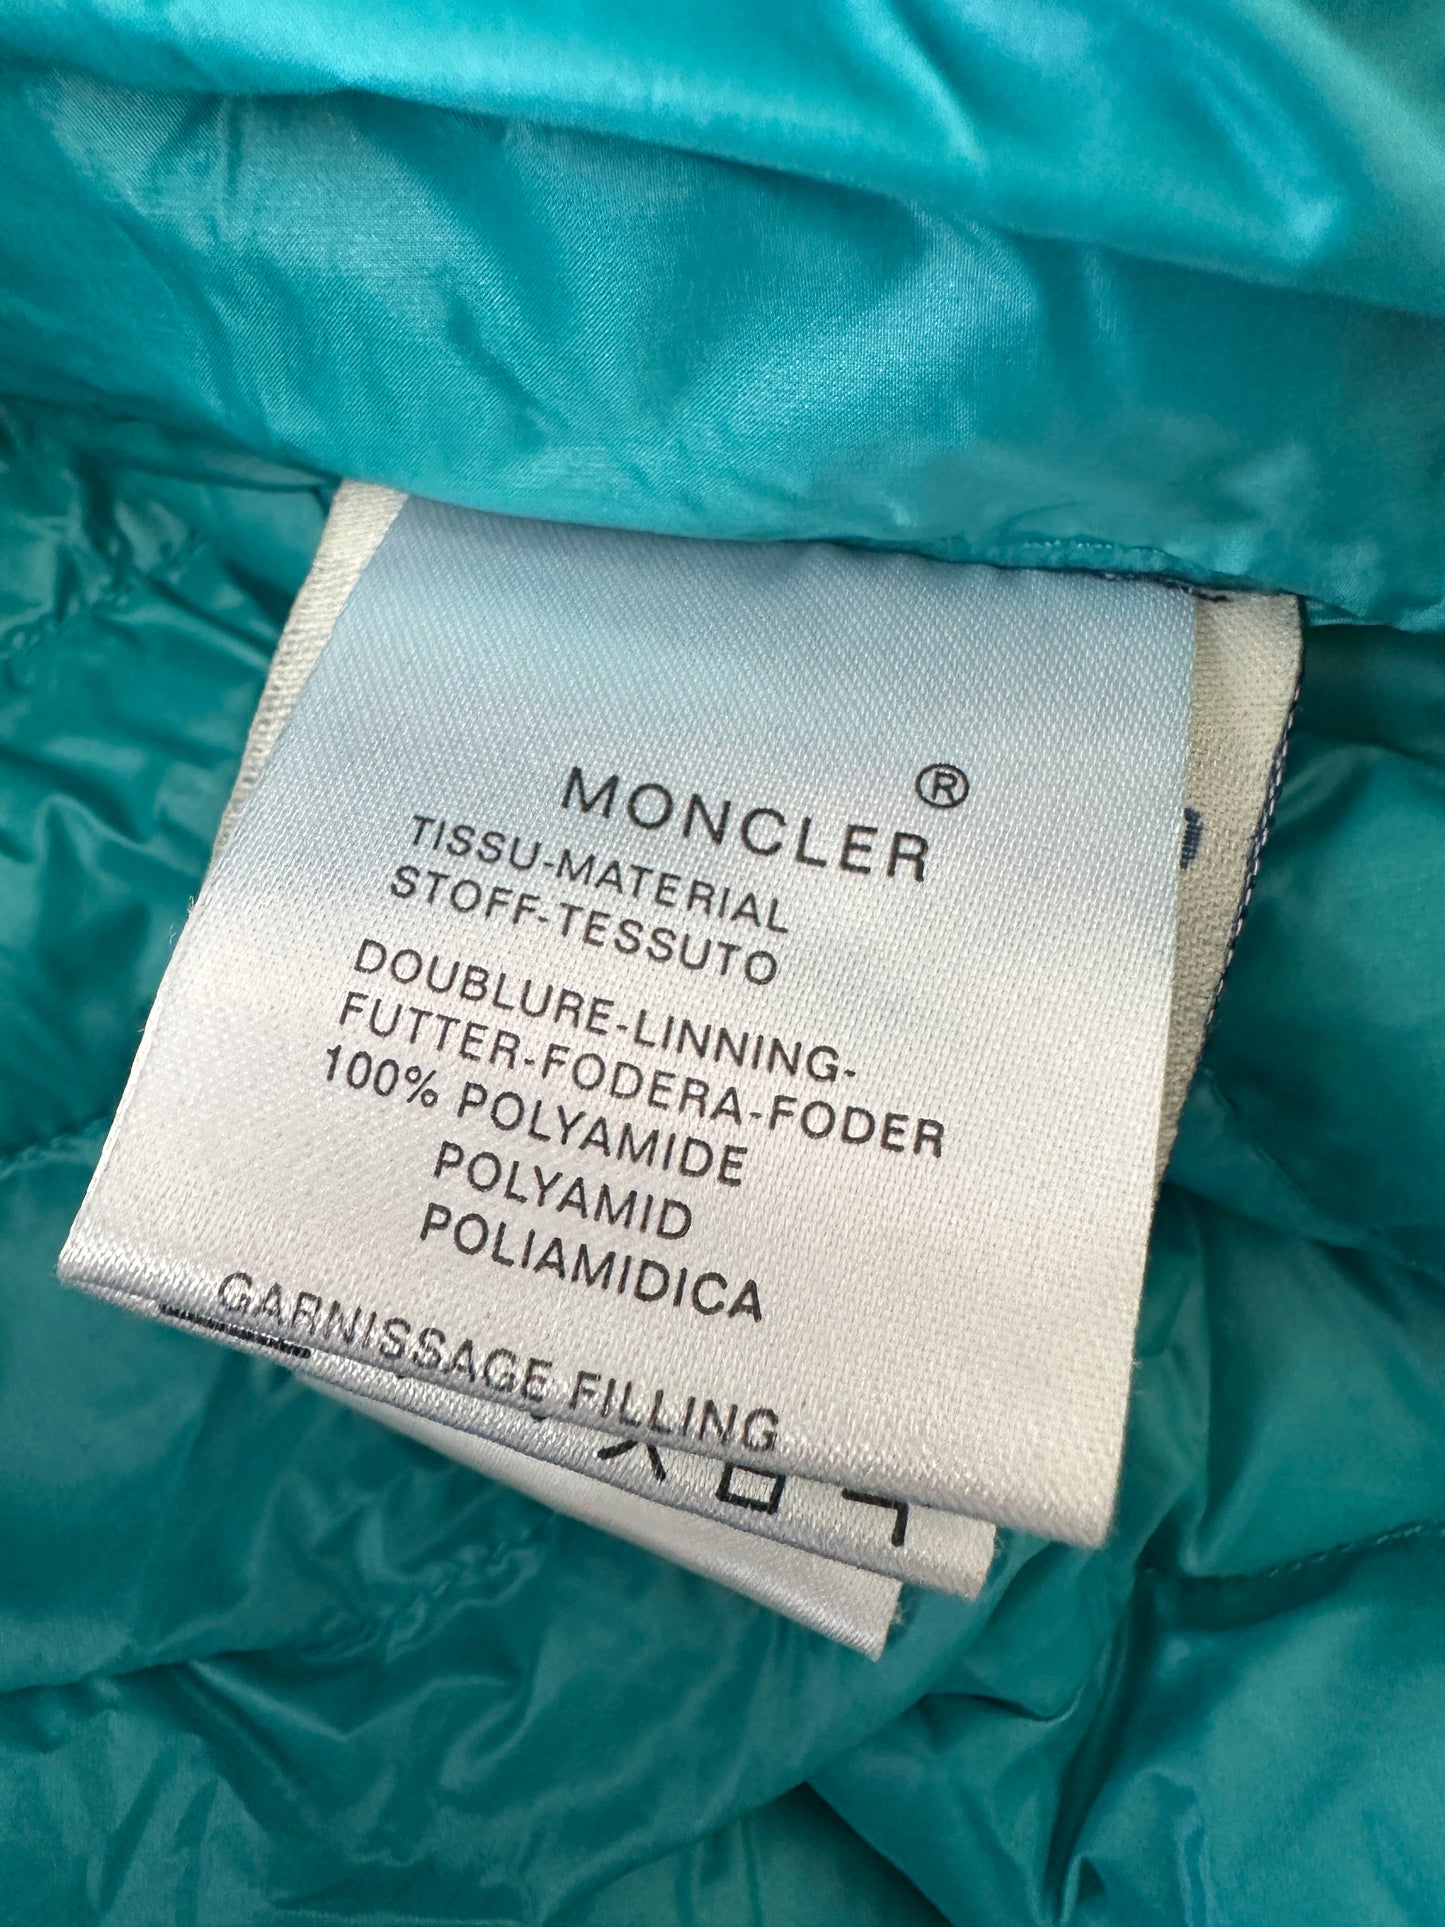 MONCLER®
TISSU-MATERIAL
STOFF-TESSUTO
DOUBLURE-LINNING-
FUTTER-FODERA-FODER
100% POLYAMIDE
POLYAMID
POLIAMIDICA
GARNISSAGE FILLING